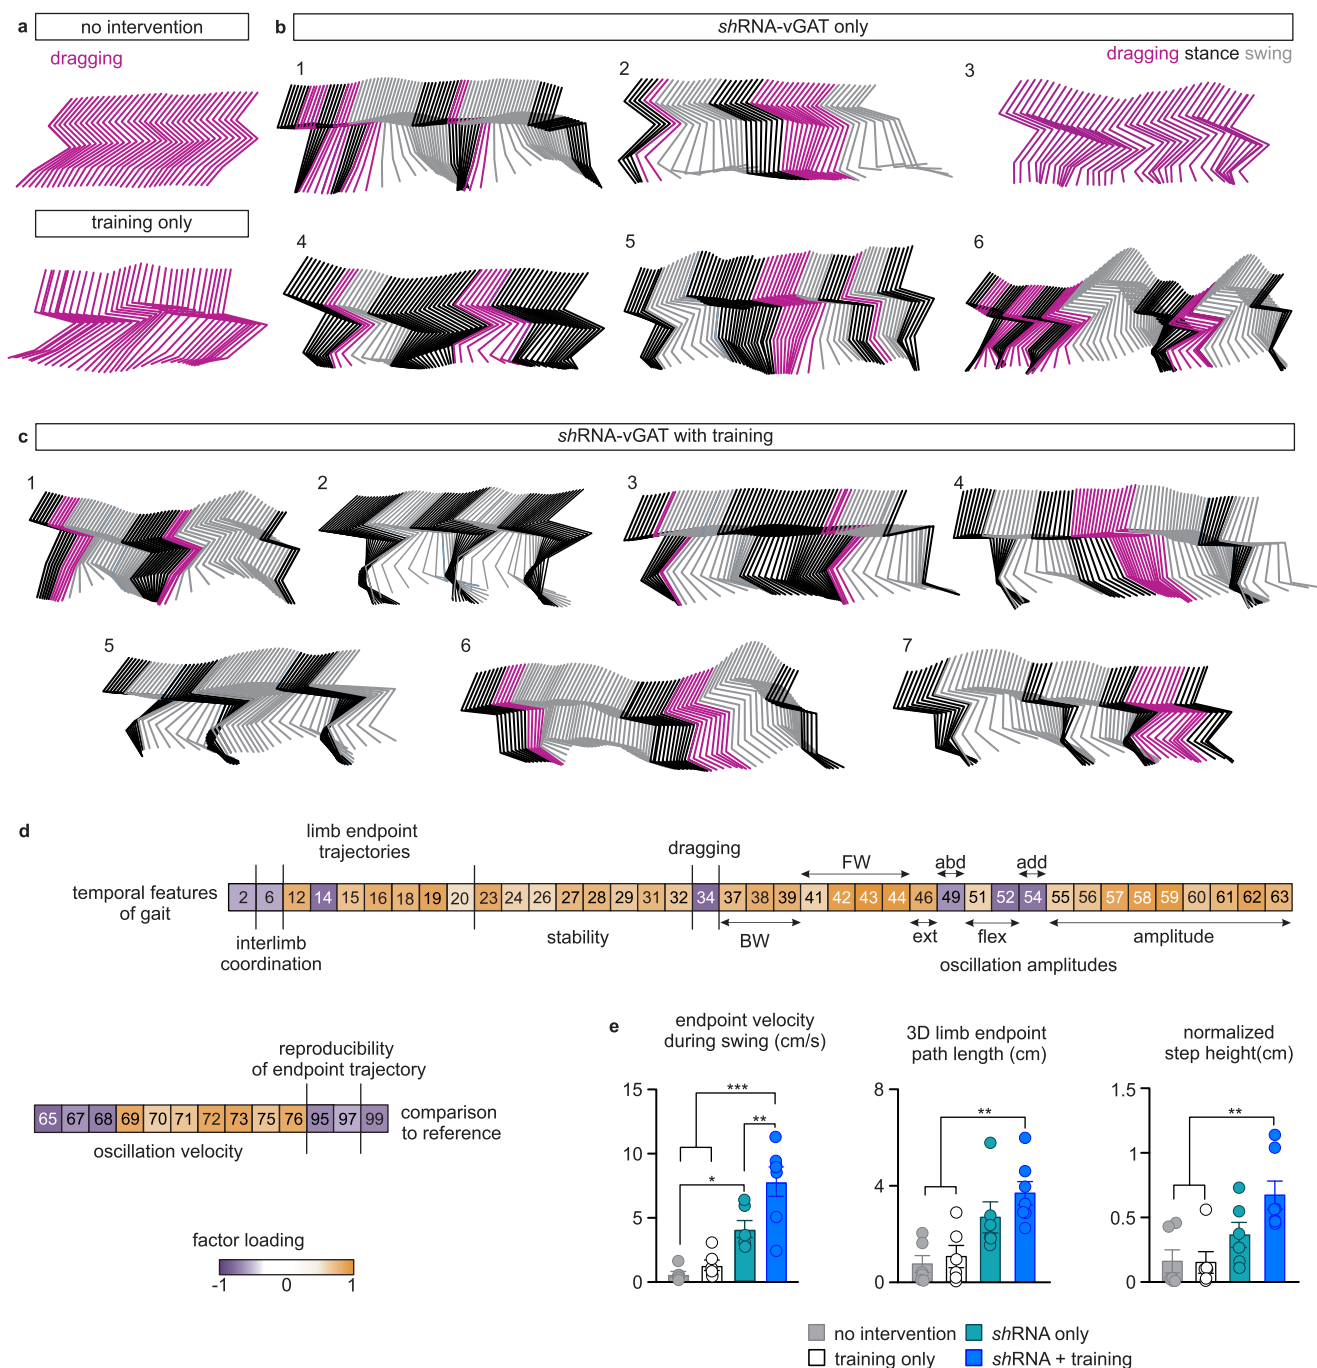 a
no intervention
dragging
training only
b
shRNA-vGAT only
dragging stance swing
1
2
3
4
5
6
c
shRNA-vGAT with training
1
2
3
4
5
6
7
d
limb endpoint
trajectories
dragging
FW
abd
add
temporal features
of gait
2 6 12 14 15 16 18 19 20 23 24 26 27 28 29 31 32 34 37 38 39 41 42 43 44 46 49 51 52 54 55 56 57 58 59 60 61 62 63
interlimb
coordination
stability
BW
ext
flex
amplitude
oscillation amplitudes
reproducibility
of endpoint trajectory
65 67 68 69 70 71 72 73 75 76 95 97 99
comparison
to reference
oscillation velocity
factor loading
-1 0 1
e
endpoint velocity
during swing (cm/s)
15
10
5
0
***
**
*
3D limb endpoint
path length (cm)
8
4
0
**
normalized
step height(cm)
1.5
1
0.5
0
**
no intervention
shRNA only
training only
shRNA + training